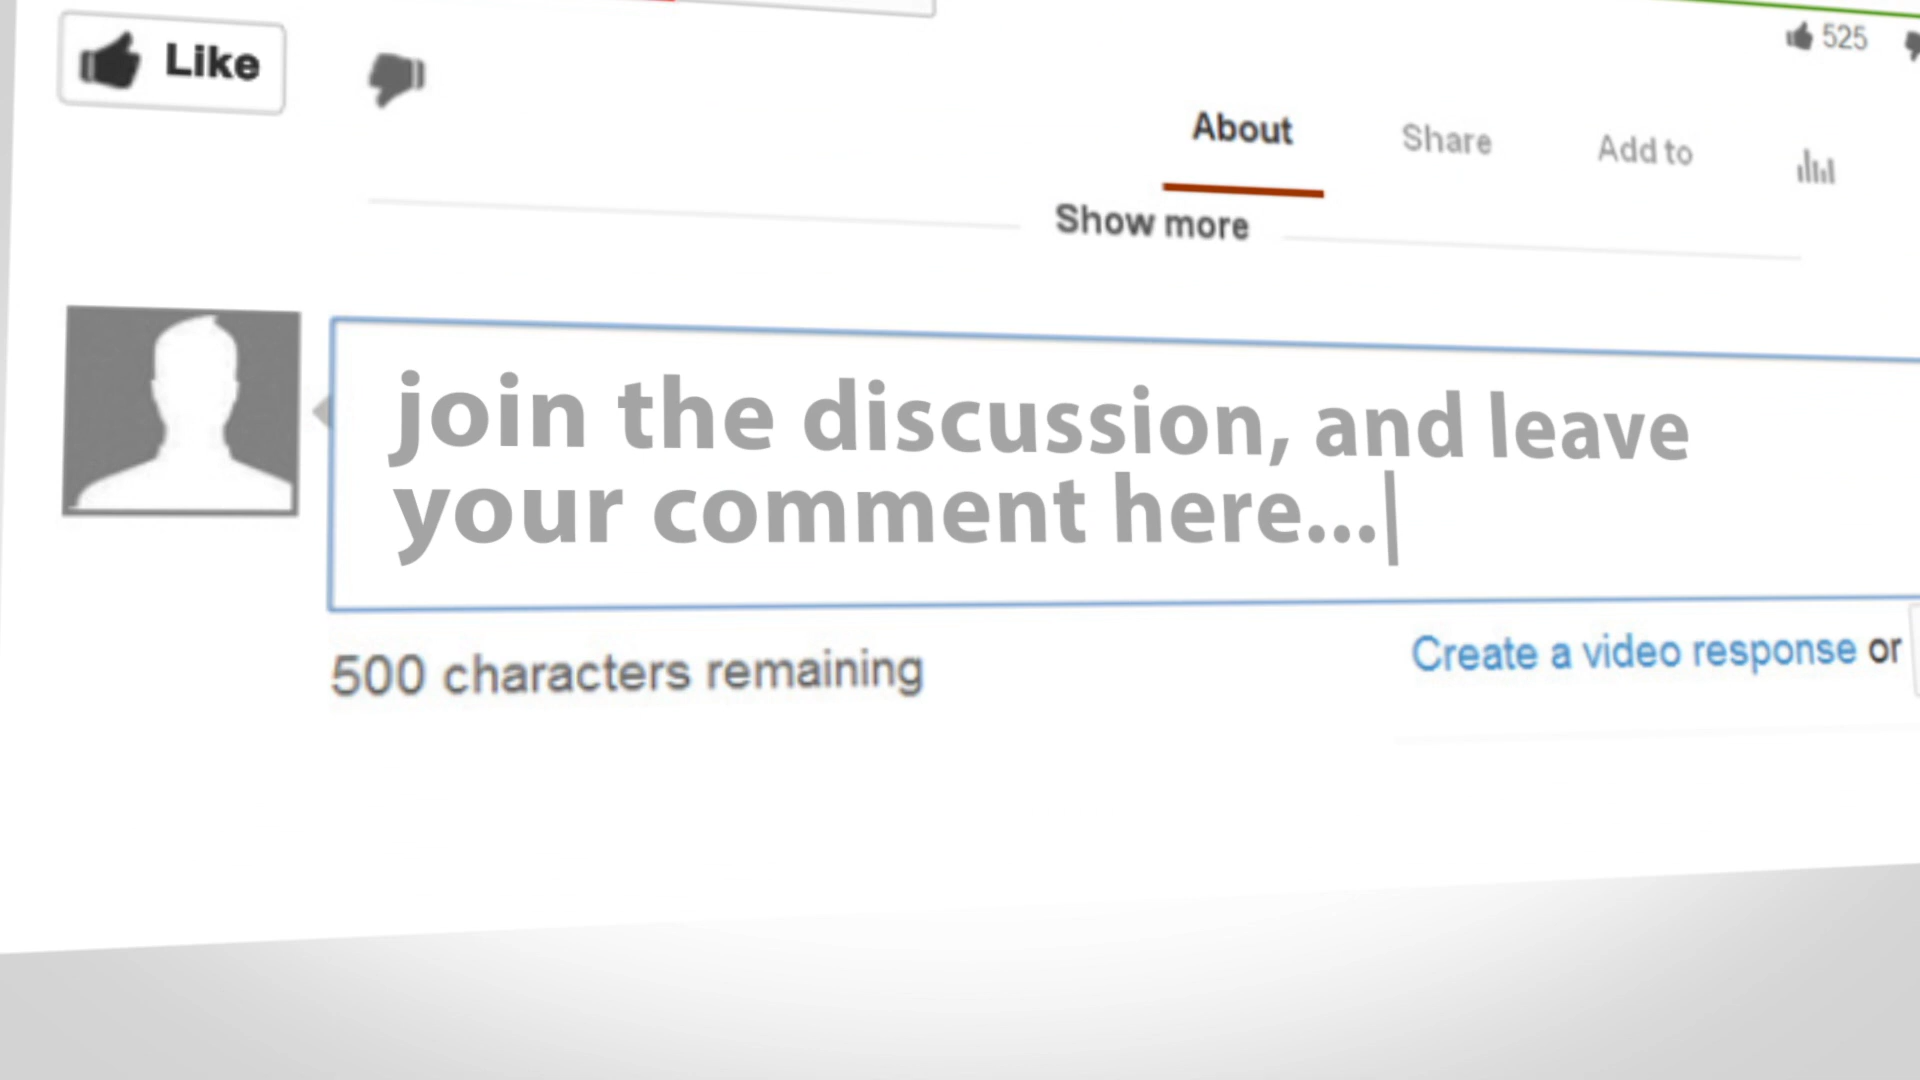 Like
525
About Share Add to
Show more
join the discussion, and leave
your comment here...
500 characters remaining
Create a video response or